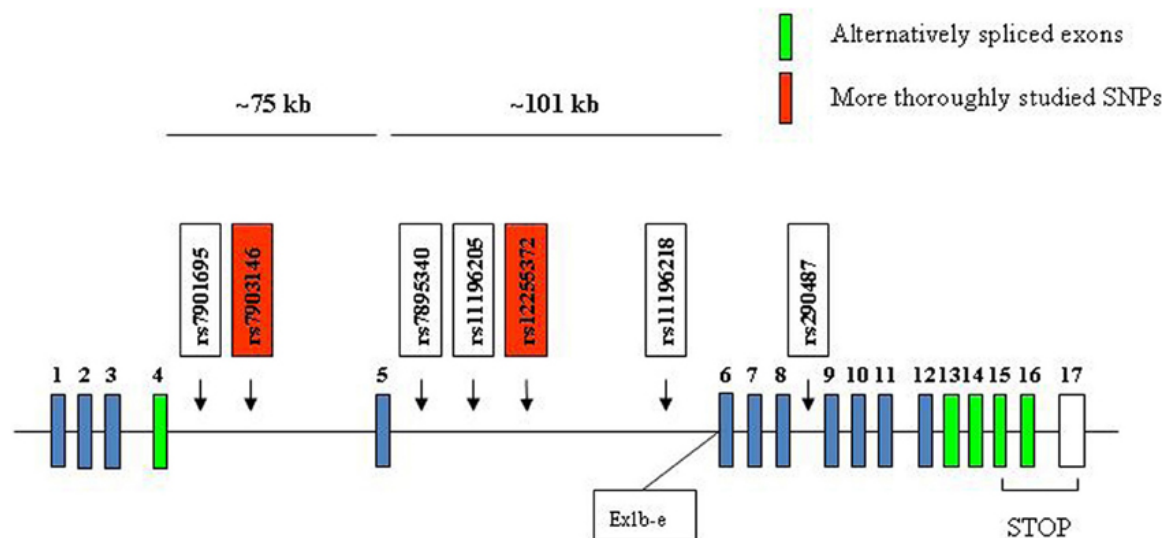 Alternatively spliced exons
More thoroughly studied SNPs
~75 kb
~101 kb
rs7901695
rs7903146
rs7895340
rs11196205
rs12255372
rs11196218
rs290487
1 2 3 4 5 6 7 8 9 10 11 12 13 14 15 16 17
Ex1b-e
STOP